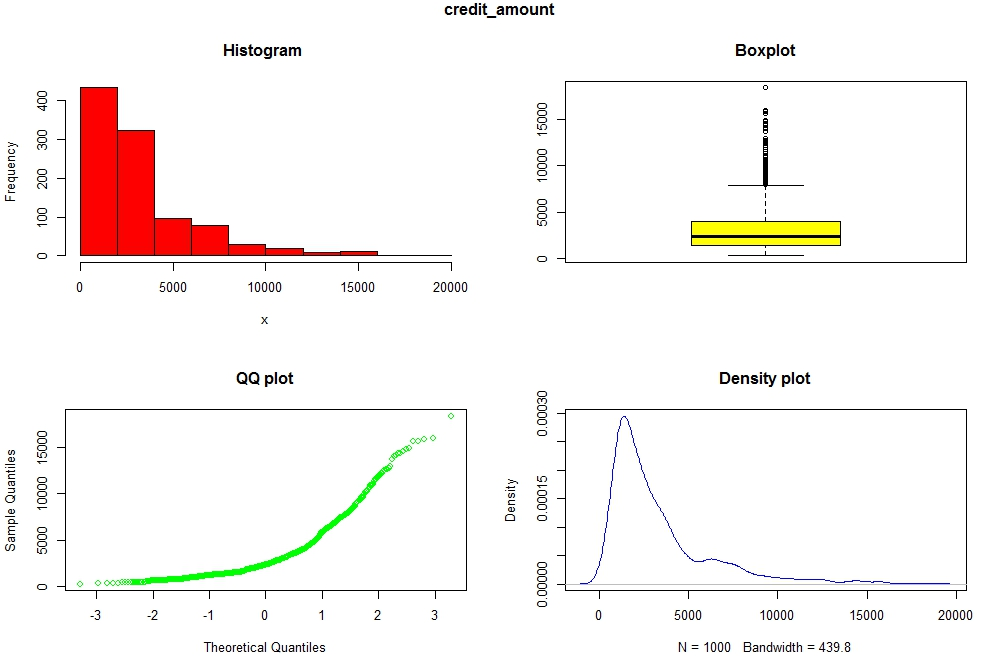 credit_amount
Histogram
Frequency
400
300
200
100
0
0 5000 10000 15000 20000
x
Boxplot
15000
10000
5000
0
QQ plot
Sample Quantiles
15000
10000
5000
0
-3 -2 -1 0 1 2 3
Theoretical Quantiles
Density plot
Density
0.00030
0.00015
0.00000
0 5000 10000 15000 20000
N = 1000 Bandwidth = 439.8